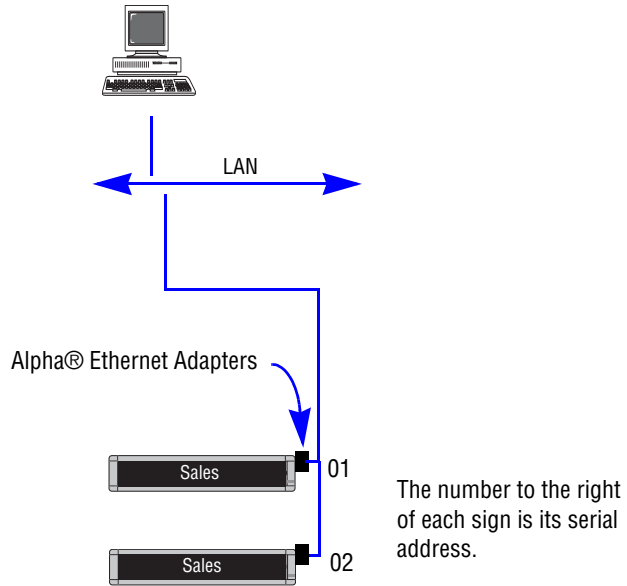 LAN
Alpha® Ethernet Adapters
Sales
01
The number to the right
of each sign is its serial
address.
Sales
02